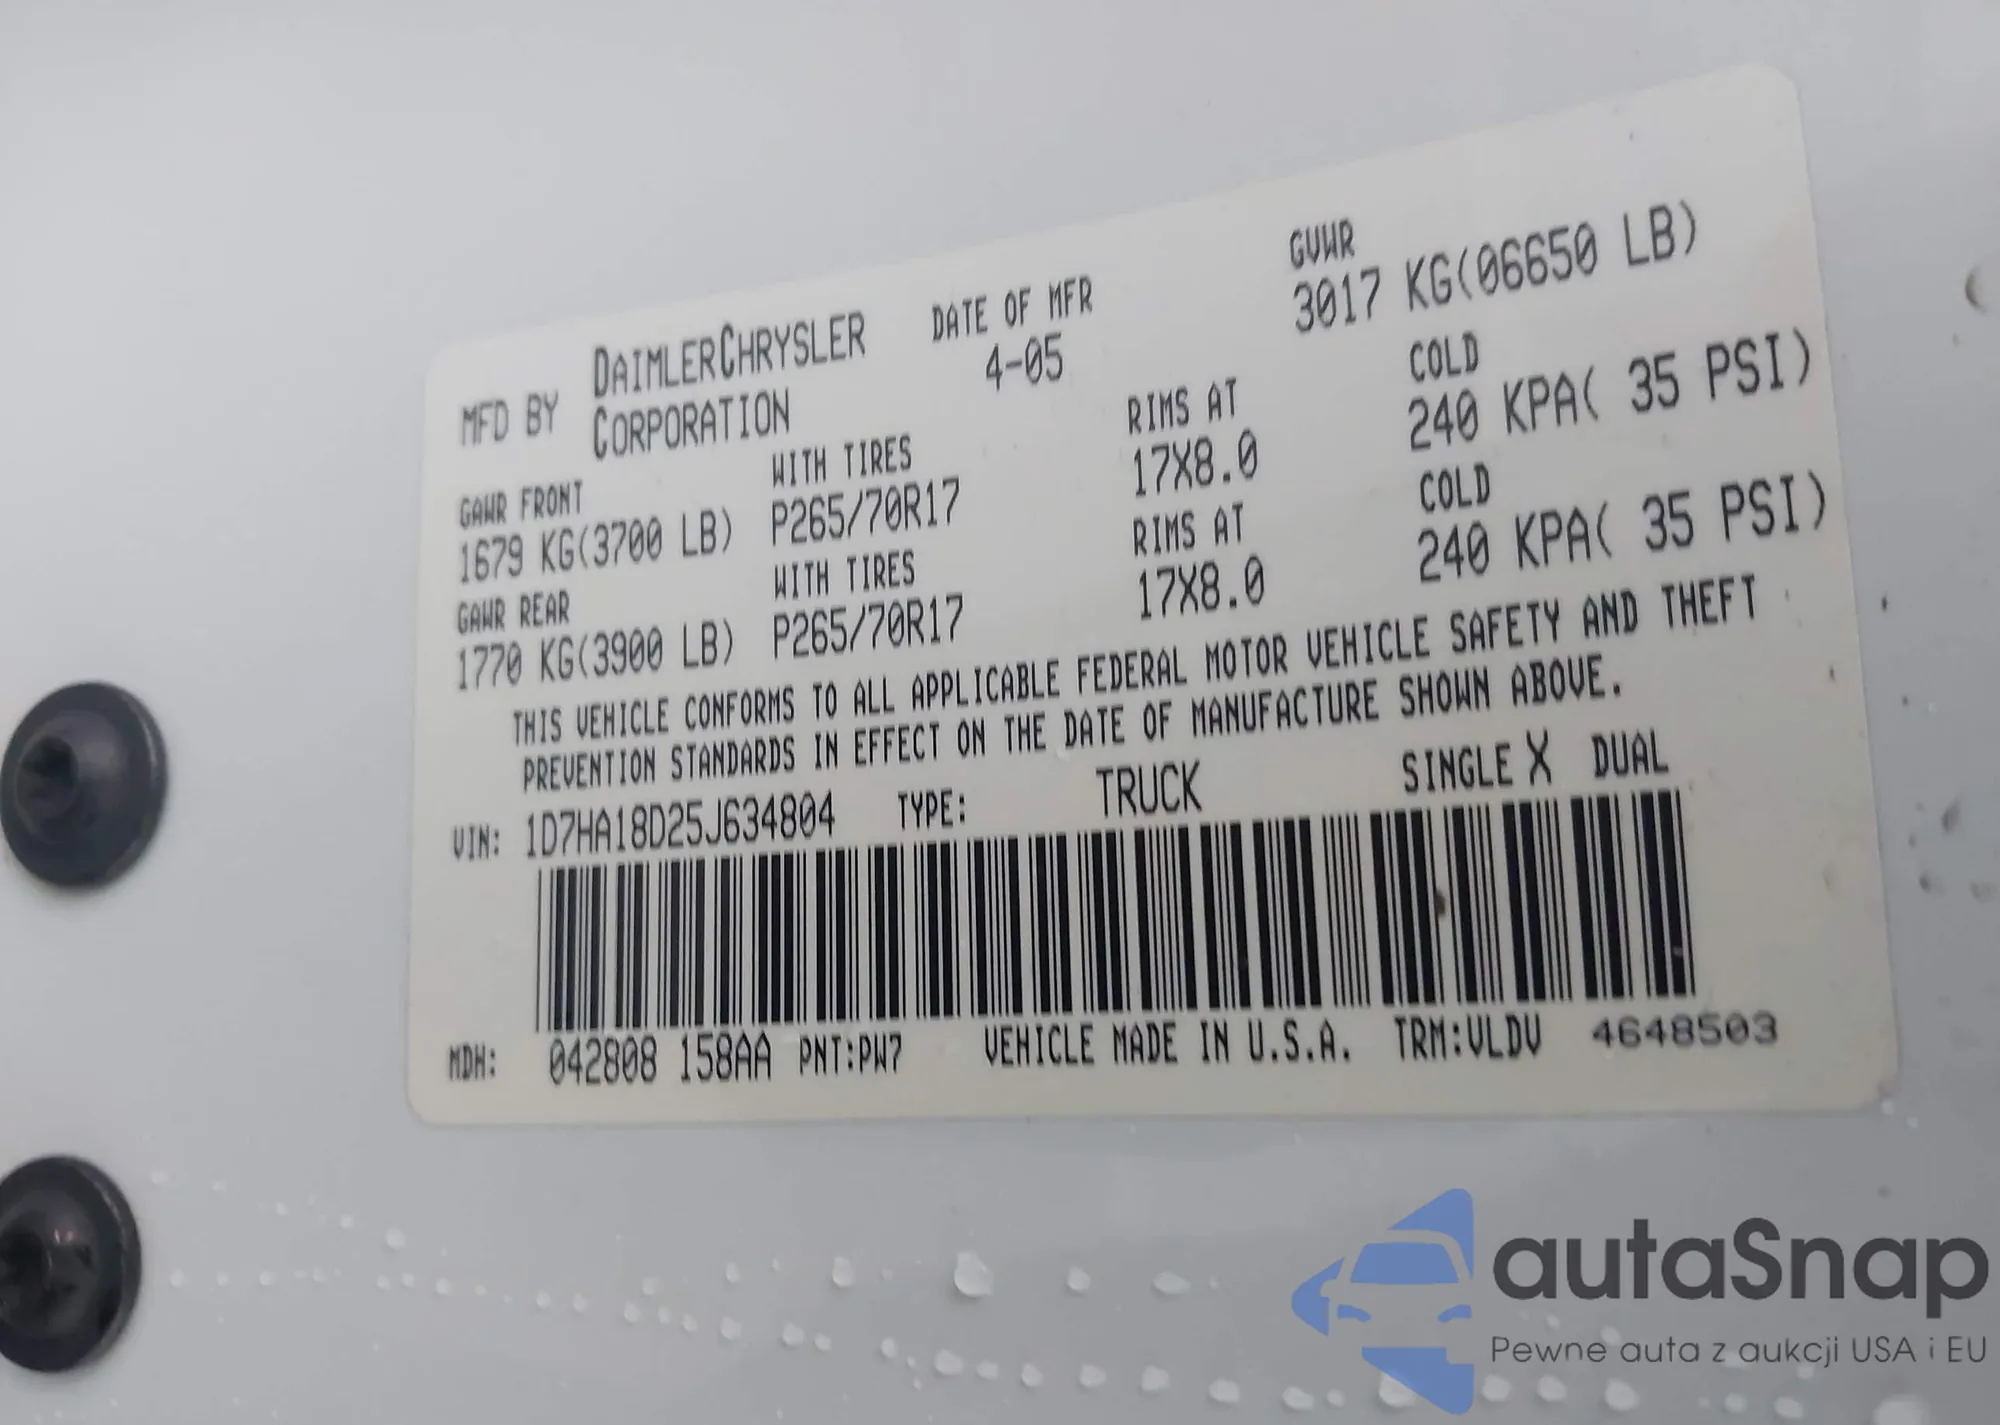 MFD BY DAIMLERCHRYSLER CORPORATION
DATE OF MFR
4-05
GVWR
3017 KG(06650 LB)
GAWR FRONT WITH TIRES RIMS AT COLD
1679 KG(3700 LB) P265/70R17 17X8.0 240 KPA( 35 PSI)
GAWR REAR WITH TIRES RIMS AT COLD
1770 KG(3900 LB) P265/70R17 17X8.0 240 KPA( 35 PSI)
THIS VEHICLE CONFORMS TO ALL APPLICABLE FEDERAL MOTOR VEHICLE SAFETY AND THEFT
PREVENTION STANDARDS IN EFFECT ON THE DATE OF MANUFACTURE SHOWN ABOVE.
VIN: 1D7HA18D25J634804 TYPE: TRUCK SINGLE X DUAL
MDH: 042808 158AA PNT:PW7 VEHICLE MADE IN U.S.A. TRM:VLDV 4648503
autaSnap
Pewne auta z aukcji USA i EU